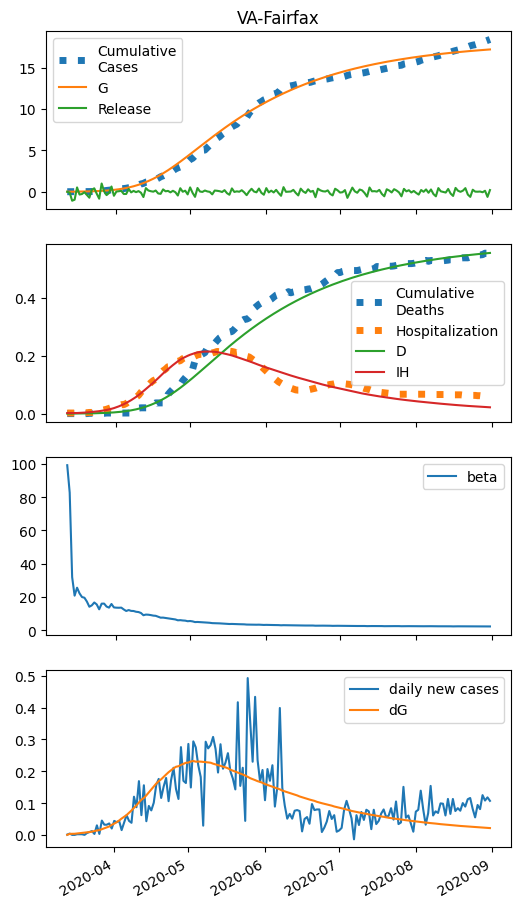 VA-Fairfax
15
10
5
0
Cumulative
Cases
G
Release
0.4
0.2
0.0
Cumulative
Deaths
Hospitalization
D
IH
100
80
60
40
20
0
beta
0.5
0.4
0.3
0.2
0.1
0.0
daily new cases
dG
2020-04
2020-05
2020-06
2020-07
2020-08
2020-09